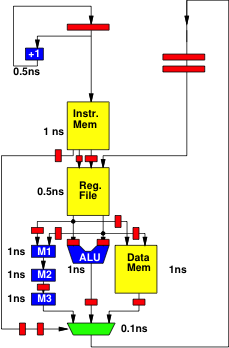 +1
0.5ns
Instr.
Mem
1 ns
Reg.
File
0.5ns
1ns
M1
ALU
Data
Mem
1ns
1ns
M2
1ns
1ns
M3
0.1ns